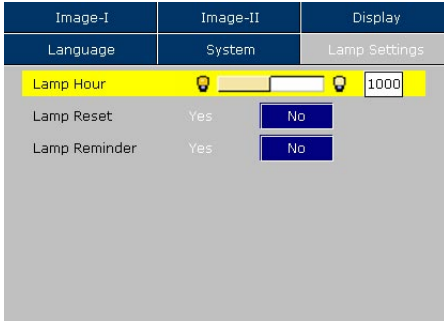 Image-I Image-II Display
Language System Lamp Settings
Lamp Hour 1000
Lamp Reset Yes No
Lamp Reminder Yes No